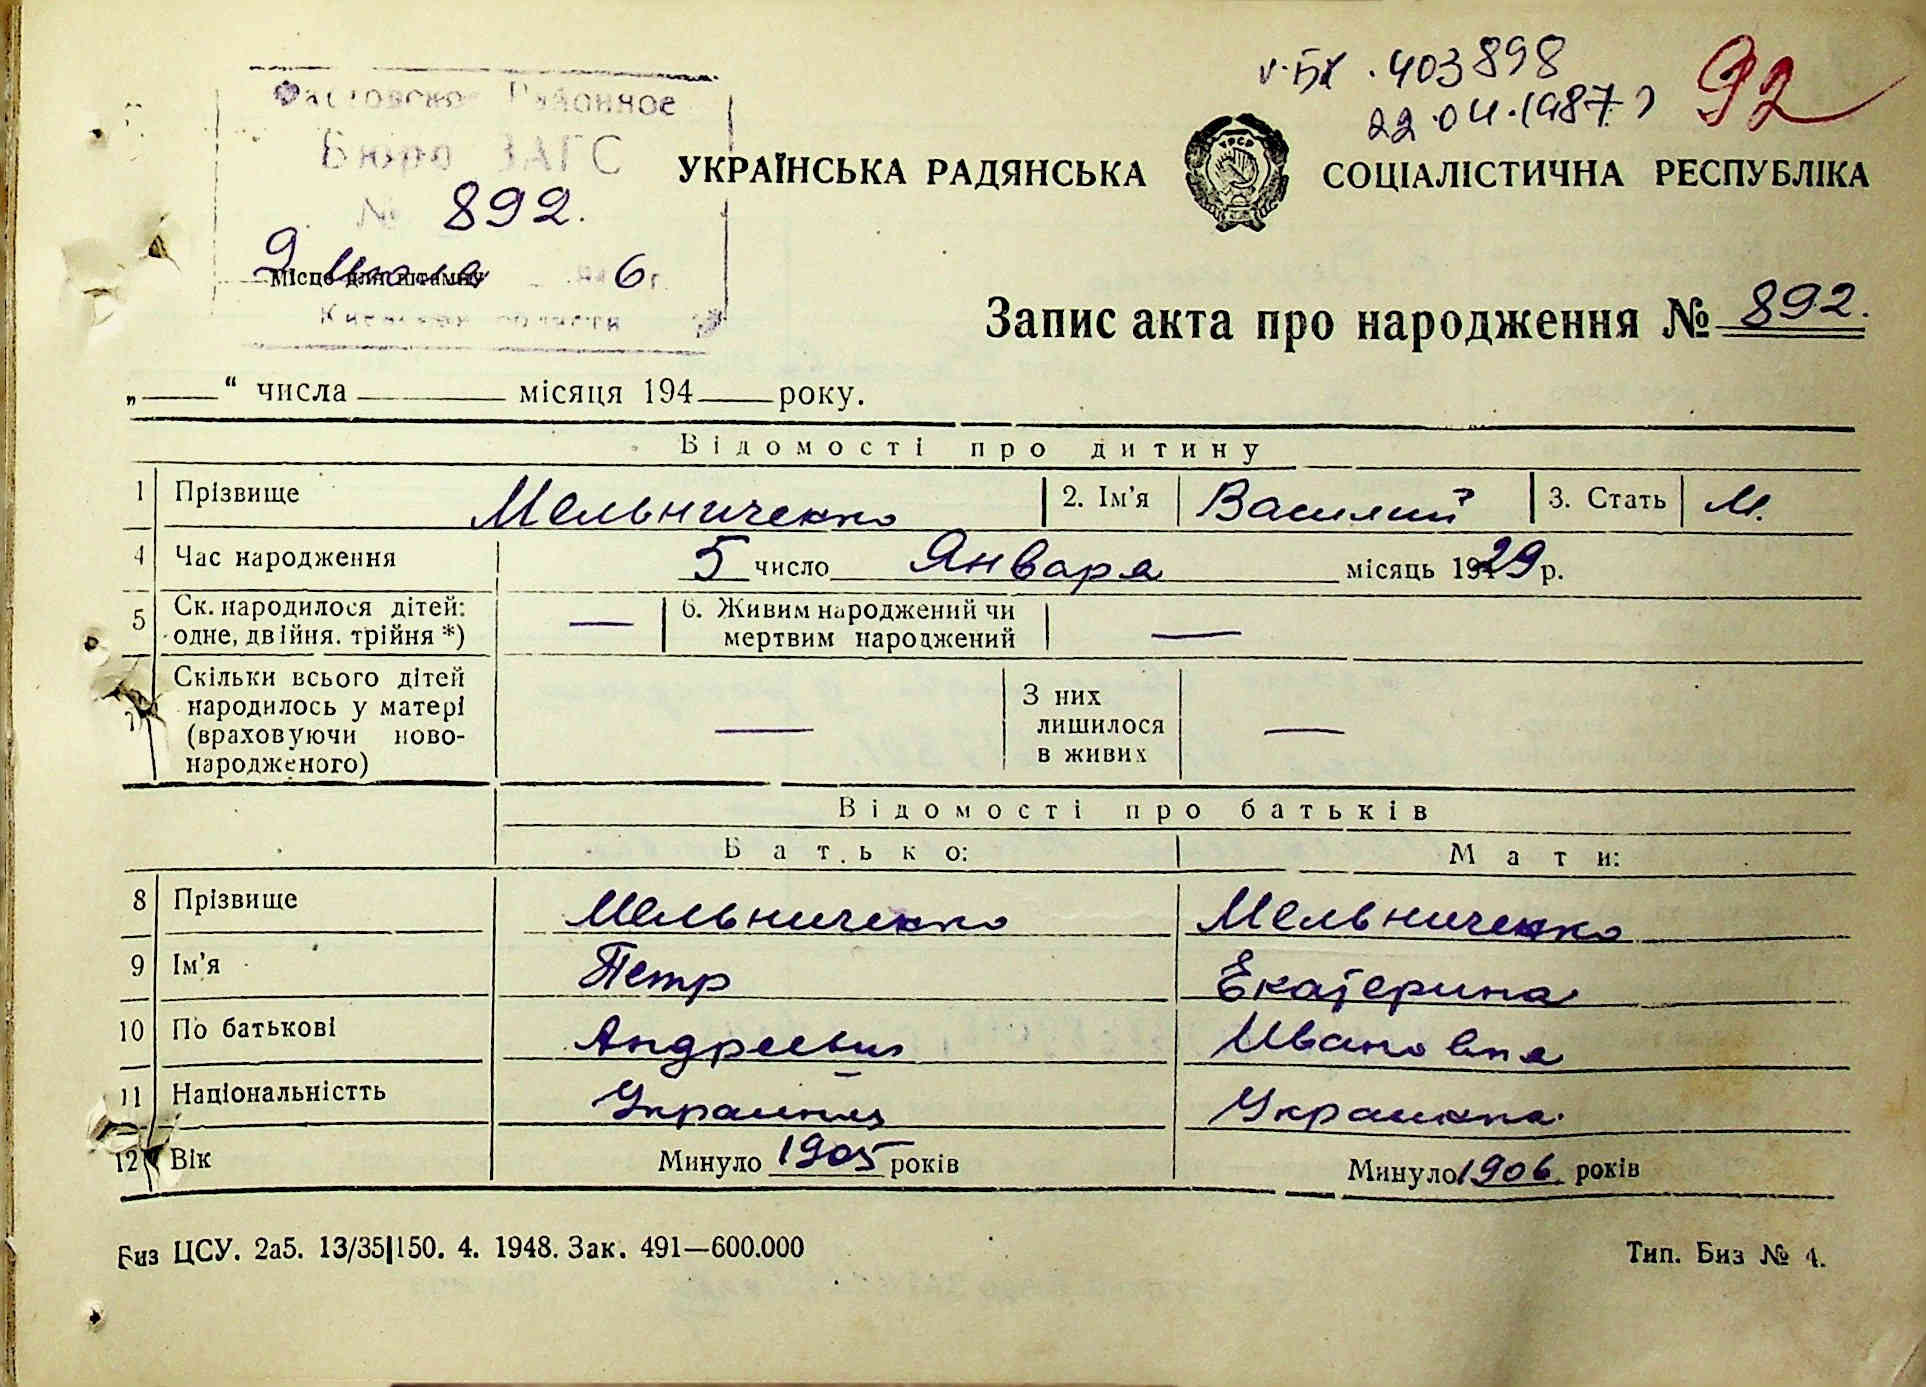 V-БК 403898
22.04.1987
92
Фастовское Районное
Бюро ЗАГС
№ 892.
9 Июля 6 г.
Місце для штампу
Киевской области
УКРАЇНСЬКА РАДЯНСЬКА СОЦІАЛІСТИЧНА РЕСПУБЛІКА
УРСР
Запис акта про народження № 892.
„ “ числа місяця 194 року.
Відомості про дитину
1 Прізвище Мельниченко 2. Ім’я Василий 3. Стать М.
4 Час народження 5 число Января місяць 1929 р.
5 Ск. народилося дітей: — 6. Живим народжений чи —
одне, двійня. трійня *) мертвим народжений
7 Скільки всього дітей З них
народилось у матері — лишилося —
(враховуючи ново- в живих
народженого)
Відомості про батьків
Батько: Мати:
8 Прізвище Мельниченко Мельниченко
9 Ім’я Петр Екатерина
10 По батькові Андреевич Ивановна
11 Національністть Украинец Украинка
12 Вік Минуло 1905 років Минуло 1906. років
Биз ЦСУ. 2а5. 13/35|150. 4. 1948. Зак. 491—600.000 Тип. Биз № 4.